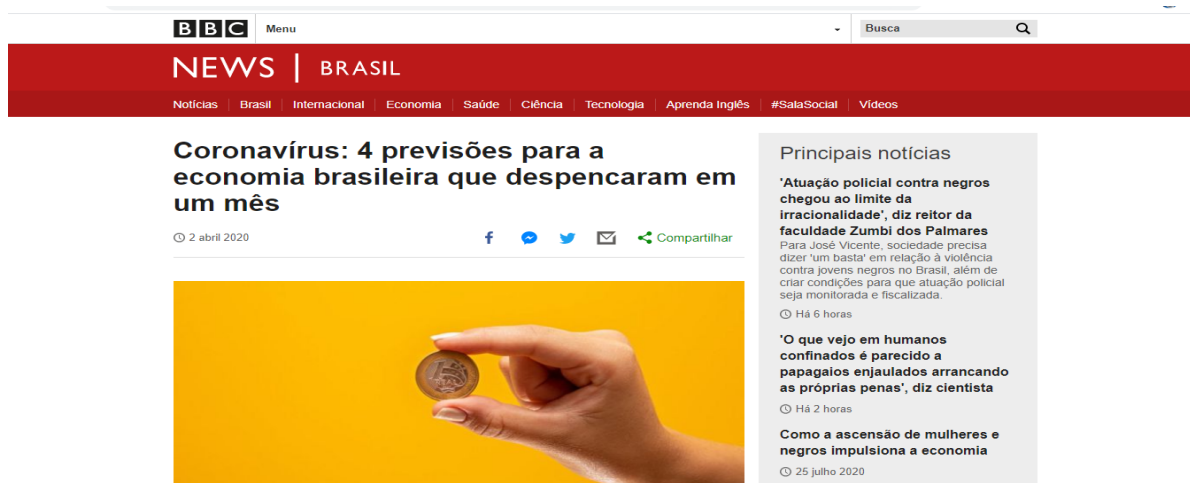 BBC Menu Busca
NEWS | BRASIL
Notícias Brasil Internacional Economia Saúde Ciência Tecnologia Aprenda Inglês #SalaSocial Vídeos
Coronavírus: 4 previsões para a
economia brasileira que despencaram em
um mês
2 abril 2020
Compartilhar
Principais notícias
'Atuação policial contra negros
chegou ao limite da
irracionalidade', diz reitor da
faculdade Zumbi dos Palmares
Para José Vicente, sociedade precisa
dizer 'um basta' em relação à violência
contra jovens negros no Brasil, além de
criar condições para que atuação policial
seja monitorada e fiscalizada.
Há 6 horas
'O que vejo em humanos
confinados é parecido a
papagaios enjaulados arrancando
as próprias penas', diz cientista
Há 2 horas
Como a ascensão de mulheres e
negros impulsiona a economia
25 julho 2020